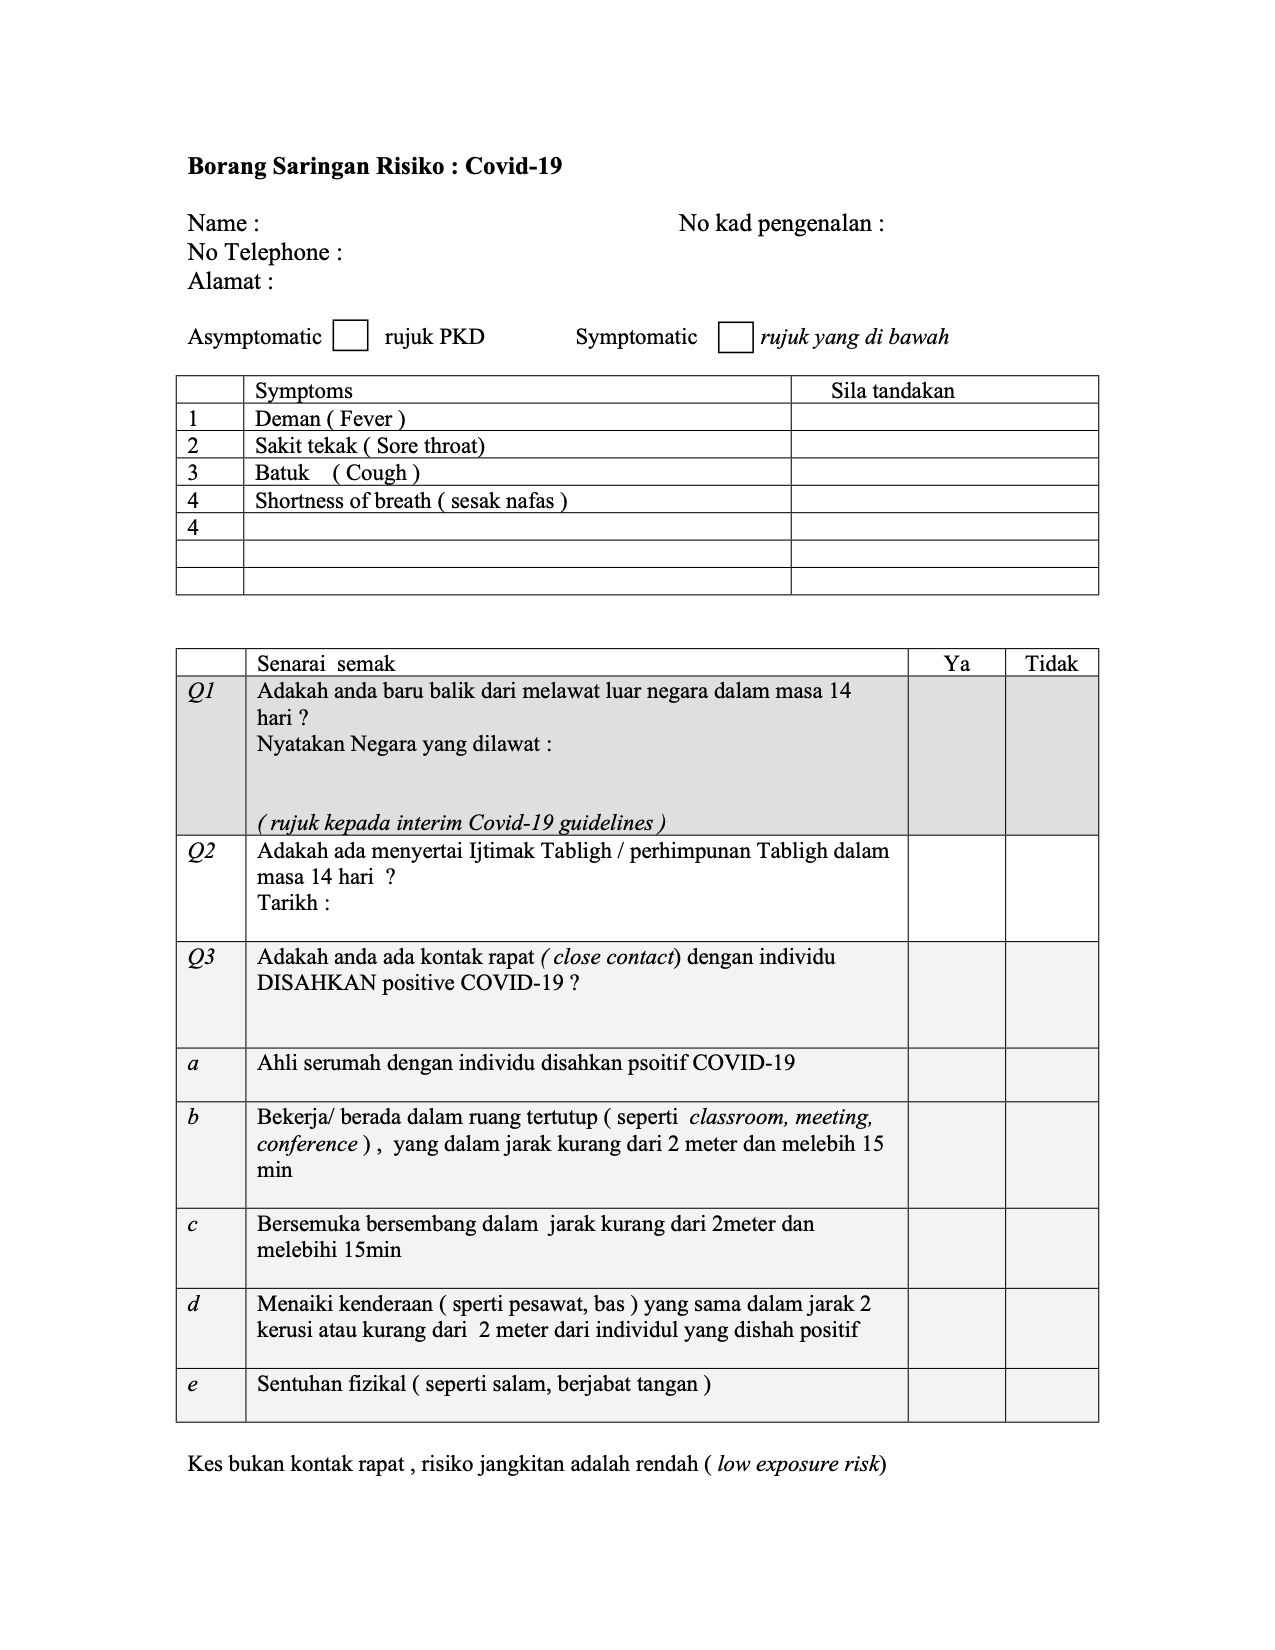 Borang Saringan Risiko : Covid-19
Name : No kad pengenalan :
No Telephone :
Alamat :
Asymptomatic rujuk PKD Symptomatic rujuk yang di bawah
Symptoms Sila tandakan
1 Deman ( Fever )
2 Sakit tekak ( Sore throat)
3 Batuk ( Cough )
4 Shortness of breath ( sesak nafas )
4
Senarai semak Ya Tidak
Q1 Adakah anda baru balik dari melawat luar negara dalam masa 14
hari ?
Nyatakan Negara yang dilawat :
( rujuk kepada interim Covid-19 guidelines )
Q2 Adakah ada menyertai Ijtimak Tabligh / perhimpunan Tabligh dalam
masa 14 hari ?
Tarikh :
Q3 Adakah anda ada kontak rapat ( close contact) dengan individu
DISAHKAN positive COVID-19 ?
a Ahli serumah dengan individu disahkan psoitif COVID-19
b Bekerja/ berada dalam ruang tertutup ( seperti classroom, meeting,
conference ) , yang dalam jarak kurang dari 2 meter dan melebih 15
min
c Bersemuka bersembang dalam jarak kurang dari 2meter dan
melebihi 15min
d Menaiki kenderaan ( sperti pesawat, bas ) yang sama dalam jarak 2
kerusi atau kurang dari 2 meter dari individul yang dishah positif
e Sentuhan fizikal ( seperti salam, berjabat tangan )
Kes bukan kontak rapat , risiko jangkitan adalah rendah ( low exposure risk)